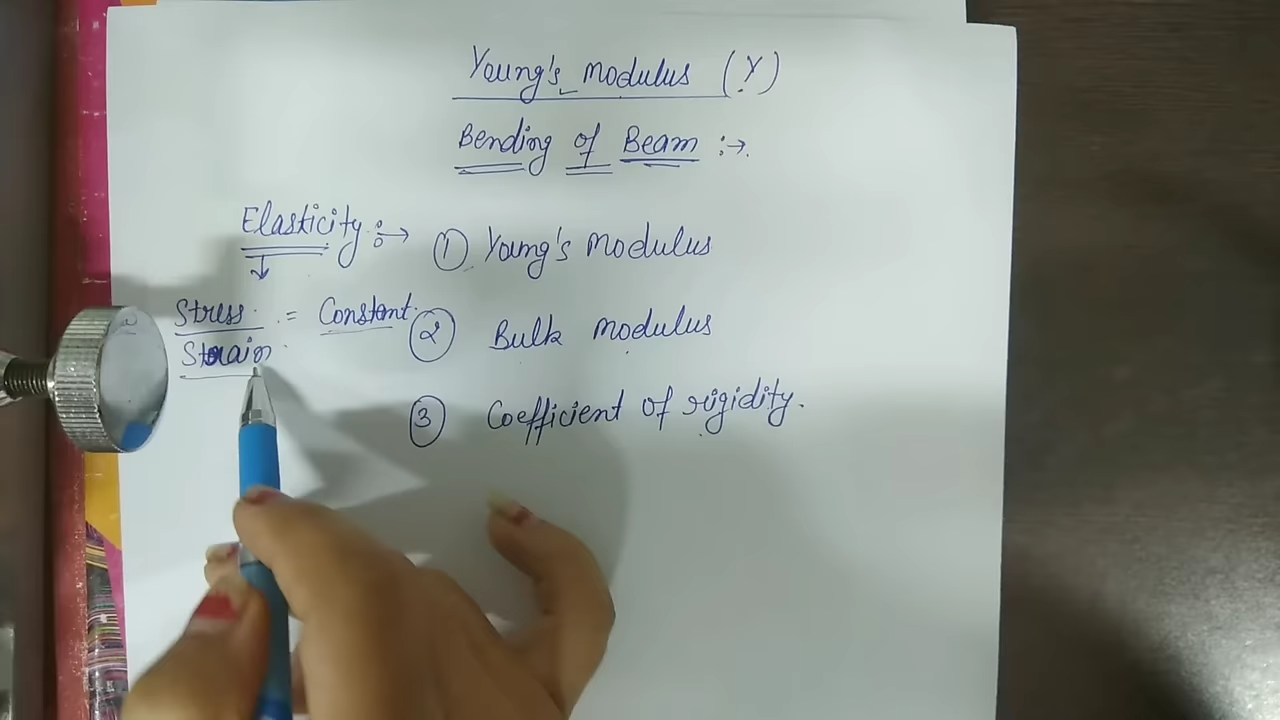 Young's modulus (Y)
Bending of Beam :→.
Elasticity :→ ① Young's modulus
↓
Stress = Constant.
Strain
② Bulk modulus
③ Coefficient of rigidity.